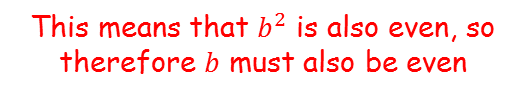 This means that b² is also even, so
therefore b must also be even